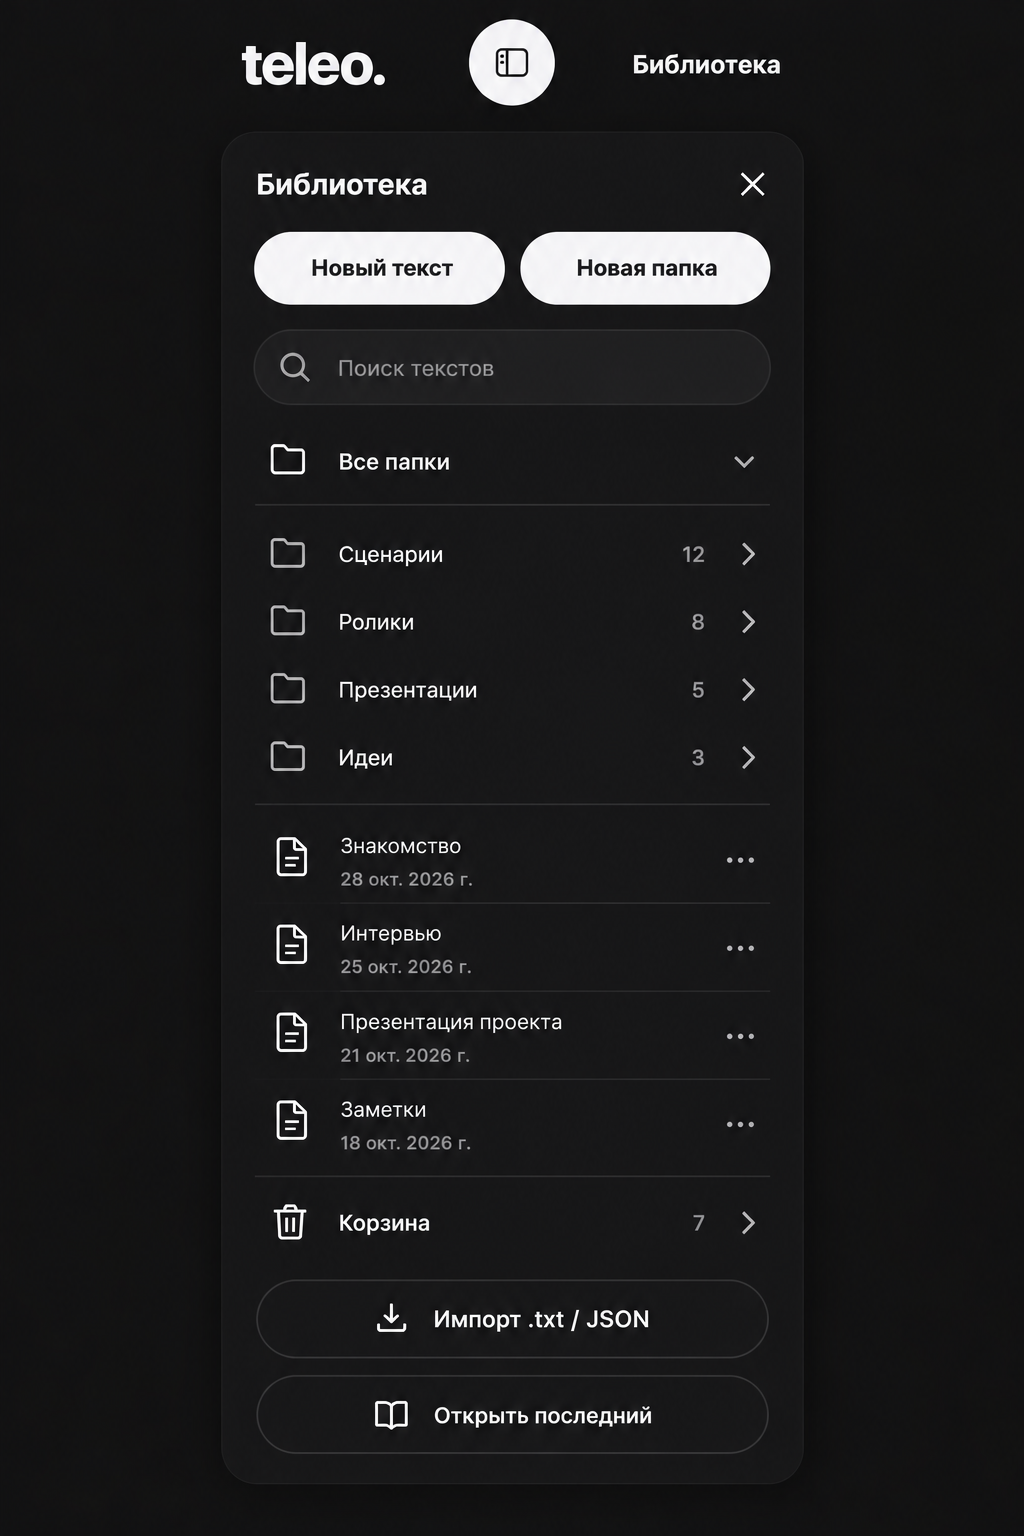 teleo.
Библиотека
Библиотека
Новый текст
Новая папка
Поиск текстов
Все папки
Сценарии 12
Ролики 8
Презентации 5
Идеи 3
Знакомство
28 окт. 2026 г.
Интервью
25 окт. 2026 г.
Презентация проекта
21 окт. 2026 г.
Заметки
18 окт. 2026 г.
Корзина 7
Импорт .txt / JSON
Открыть последний